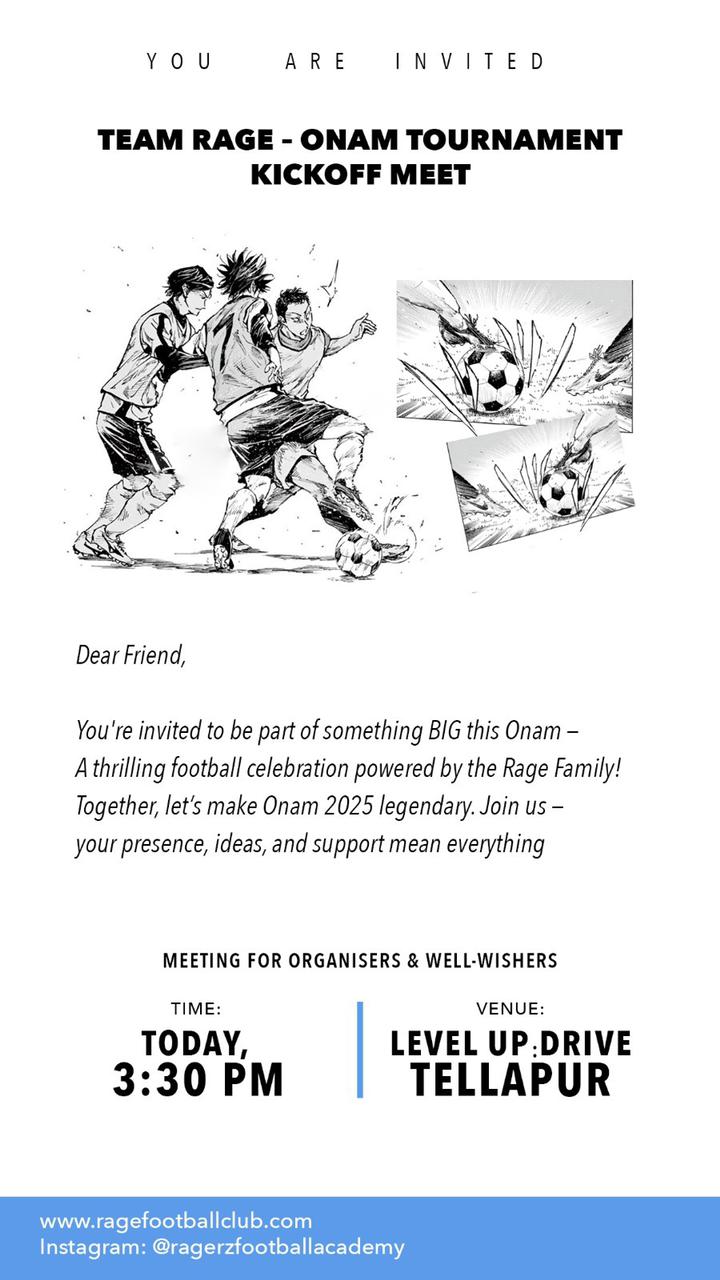 YOU ARE INVITED
TEAM RAGE – ONAM TOURNAMENT
KICKOFF MEET
Dear Friend,
You're invited to be part of something BIG this Onam –
A thrilling football celebration powered by the Rage Family!
Together, let’s make Onam 2025 legendary. Join us –
your presence, ideas, and support mean everything
MEETING FOR ORGANISERS & WELL-WISHERS
TIME:
TODAY,
3:30 PM
VENUE:
LEVEL UP:DRIVE
TELLAPUR
www.ragefootballclub.com
Instagram: @ragerzfootballacademy